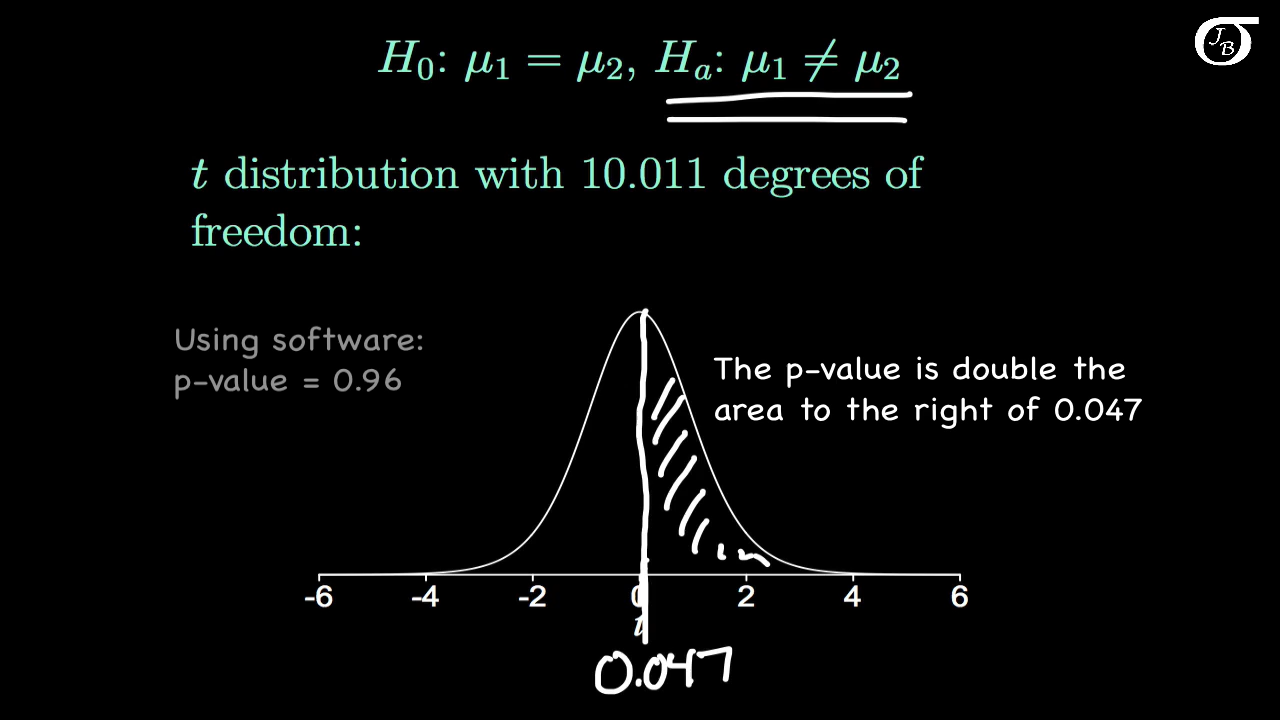 JB
H₀: μ₁ = μ₂, Hₐ: μ₁ ≠ μ₂
t distribution with 10.011 degrees of
freedom:
Using software:
p-value = 0.96
The p-value is double the
area to the right of 0.047
-6 -4 -2 0 2 4 6
t
0.047